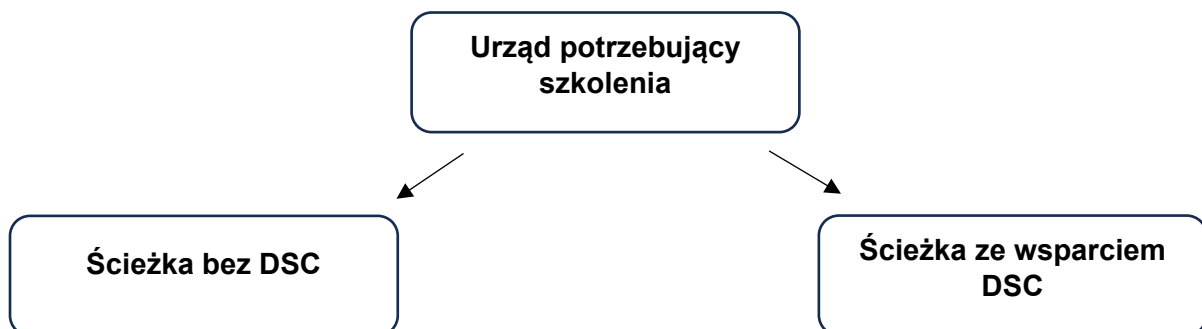 Urząd potrzebujący
szkolenia
Ścieżka bez DSC
Ścieżka ze wsparciem
DSC